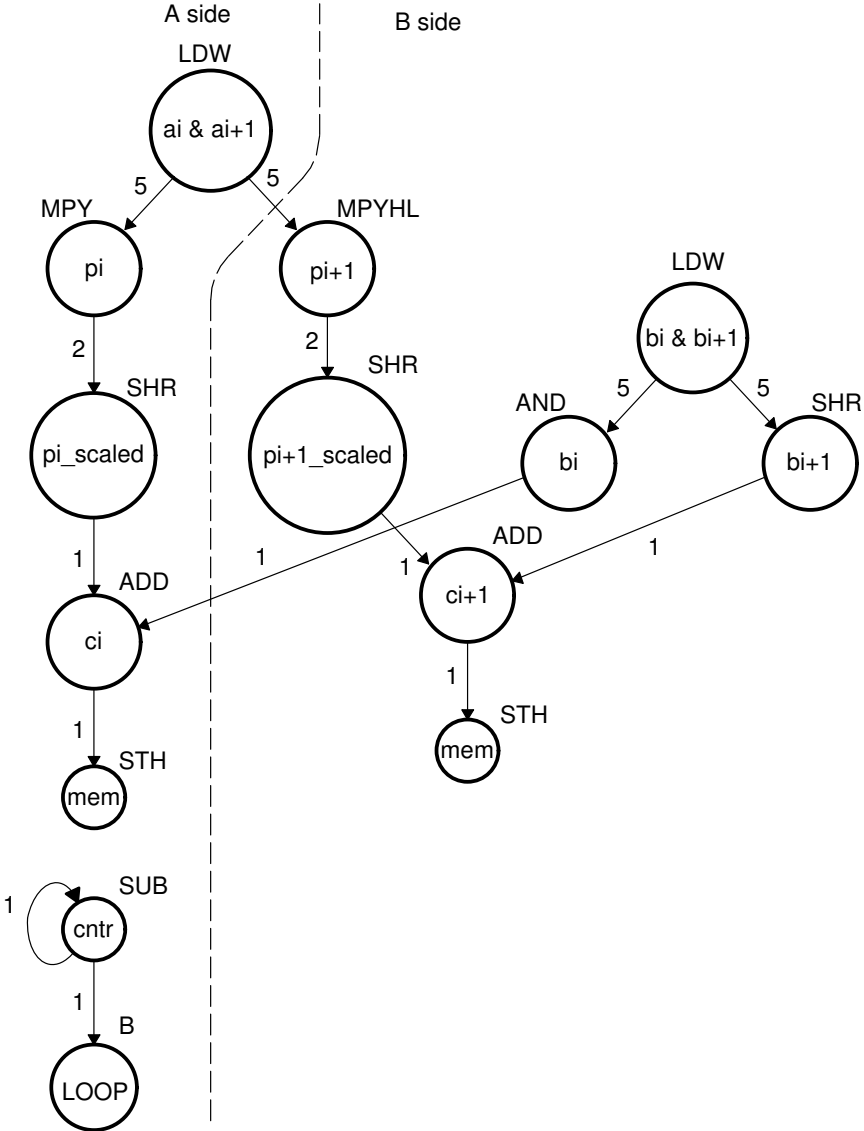 A side
B side
LDW
ai & ai+1
5
5
MPY
MPYHL
pi
pi+1
LDW
bi & bi+1
2
2
SHR
SHR
5
5
AND
SHR
pi_scaled
pi+1_scaled
bi
bi+1
1
1
1
1
ADD
ADD
ci
ci+1
1
1
STH
STH
mem
mem
SUB
1
cntr
1
B
LOOP